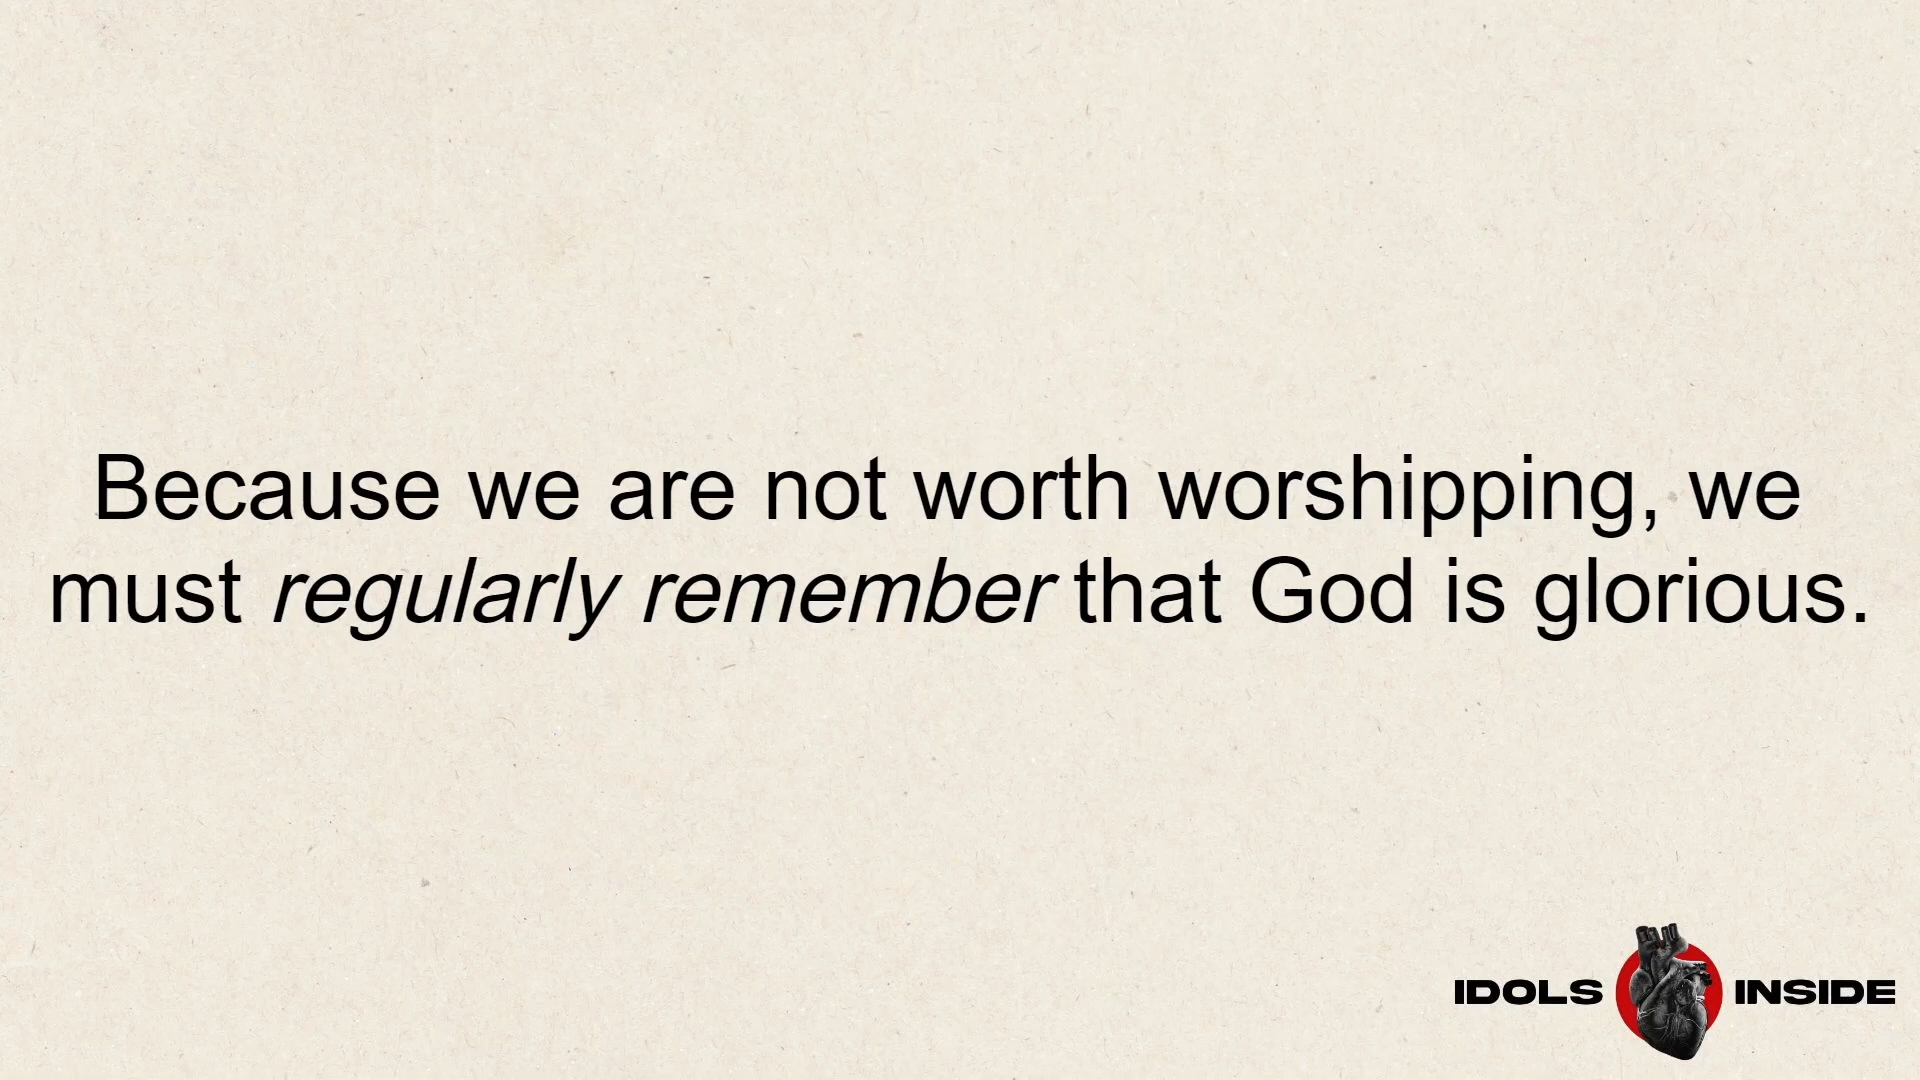 Because we are not worth worshipping, we
must regularly remember that God is glorious.
IDOLS INSIDE